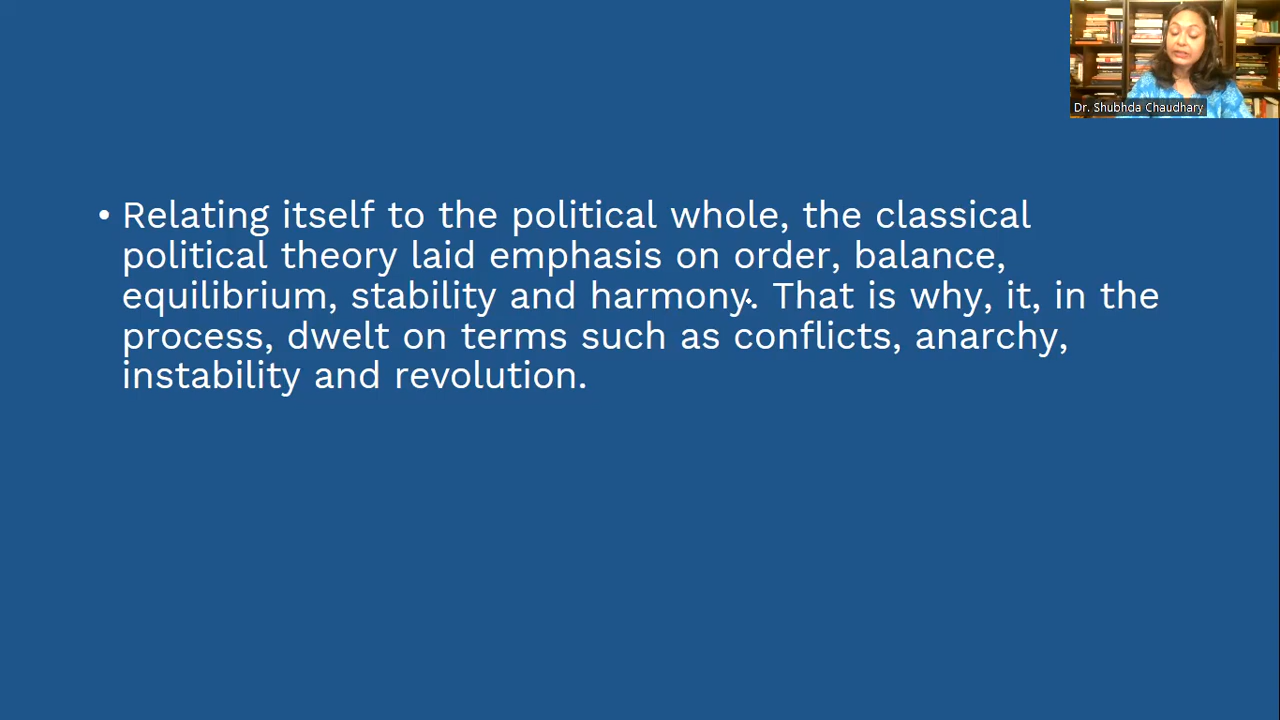 Dr. Shubhda Chaudhary
• Relating itself to the political whole, the classical
political theory laid emphasis on order, balance,
equilibrium, stability and harmony. That is why, it, in the
process, dwelt on terms such as conflicts, anarchy,
instability and revolution.